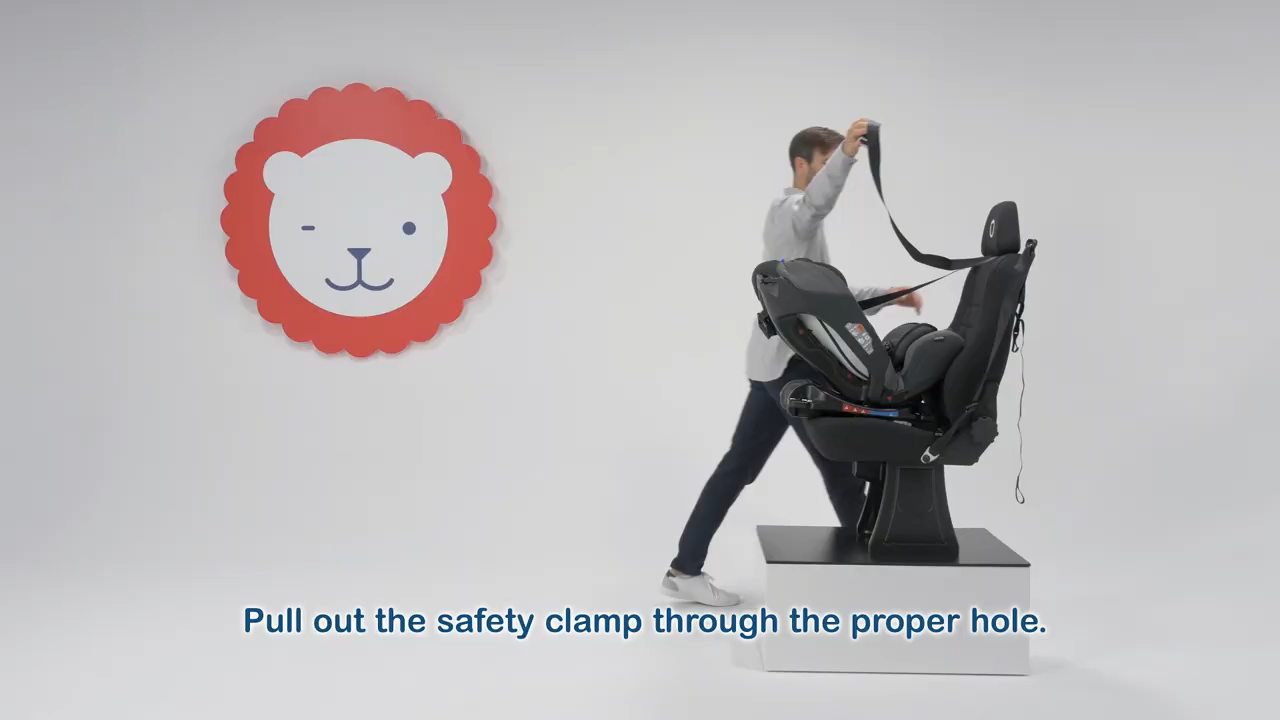 Pull out the safety clamp through the proper hole.